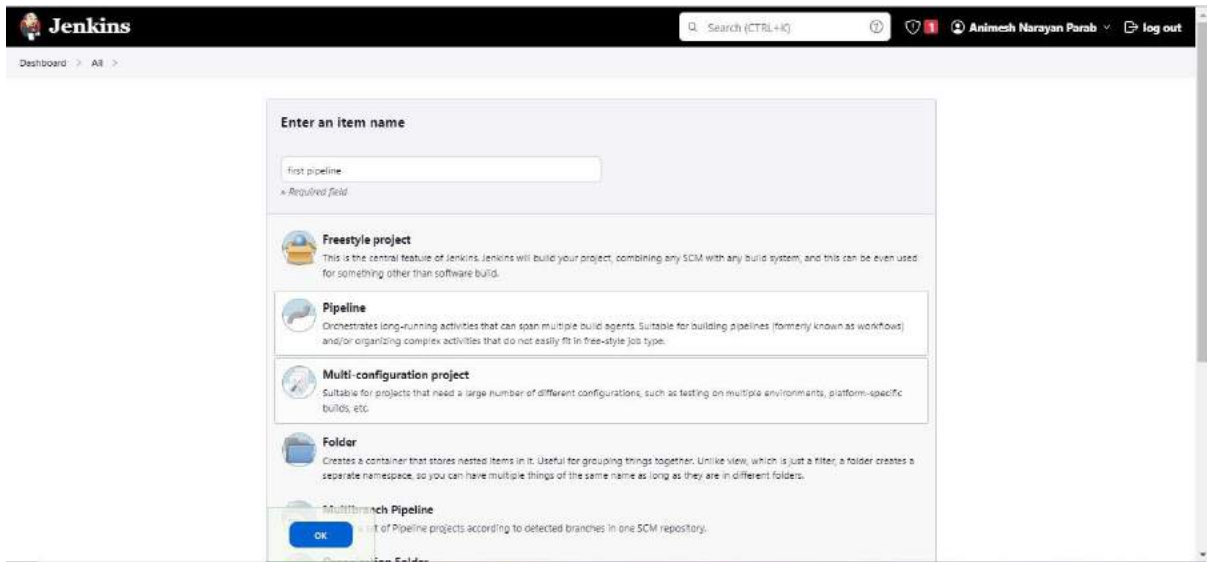 Jenkins
Search (CTRL+K)
1
Animesh Narayan Parab
log out
Dashboard > All >
Enter an item name
first pipeline
» Required field
Freestyle project
This is the central feature of Jenkins. Jenkins will build your project, combining any SCM with any build system, and this can be even used
for something other than software build.
Pipeline
Orchestrates long-running activities that can span multiple build agents. Suitable for building pipelines (formerly known as workflows)
and/or organizing complex activities that do not easily fit in free-style job type.
Multi-configuration project
Suitable for projects that need a large number of different configurations, such as testing on multiple environments, platform-specific
builds, etc.
Folder
Creates a container that stores nested items in it. Useful for grouping things together. Unlike view, which is just a filter, a folder creates a
separate namespace, so you can have multiple things of the same name as long as they are in different folders.
Multibranch Pipeline
of Pipeline projects according to detected branches in one SCM repository.
OK
Folder